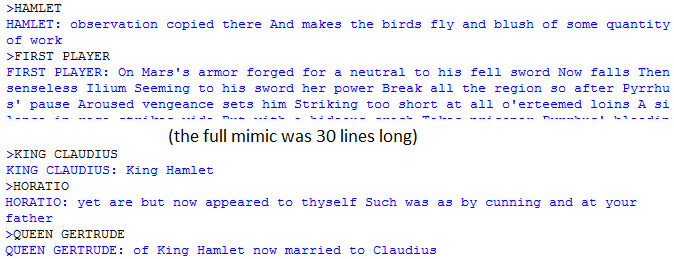 >HAMLET
HAMLET: observation copied there And makes the birds fly and blush of some quantity
of work
>FIRST PLAYER
FIRST PLAYER: On Mars's armor forged for a neutral to his fell sword Now falls Then
senseless Ilium Seeming to his sword her power Break all the region so after Pyrrhu
s' pause Aroused vengeance sets him Striking too short at all o'erteemed loins A si
(the full mimic was 30 lines long)
>KING CLAUDIUS
KING CLAUDIUS: King Hamlet
>HORATIO
HORATIO: yet are but now appeared to thyself Such was as by cunning and at your
father
>QUEEN GERTRUDE
QUEEN GERTRUDE: of King Hamlet now married to Claudius